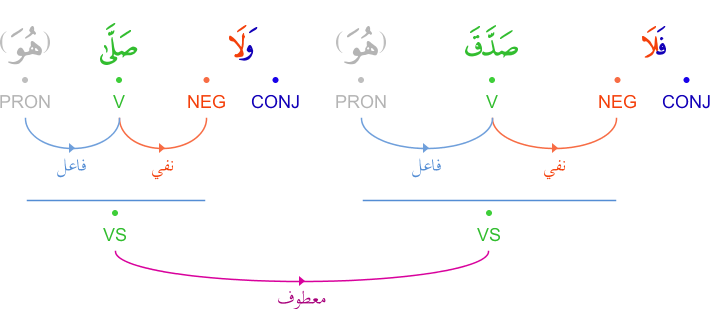 فَلَا صَدَّقَ (هُوَ) وَلَا صَلَّىٰ (هُوَ)
PRON V NEG CONJ PRON V NEG CONJ
فاعل نفي فاعل نفي
VS VS
معطوف